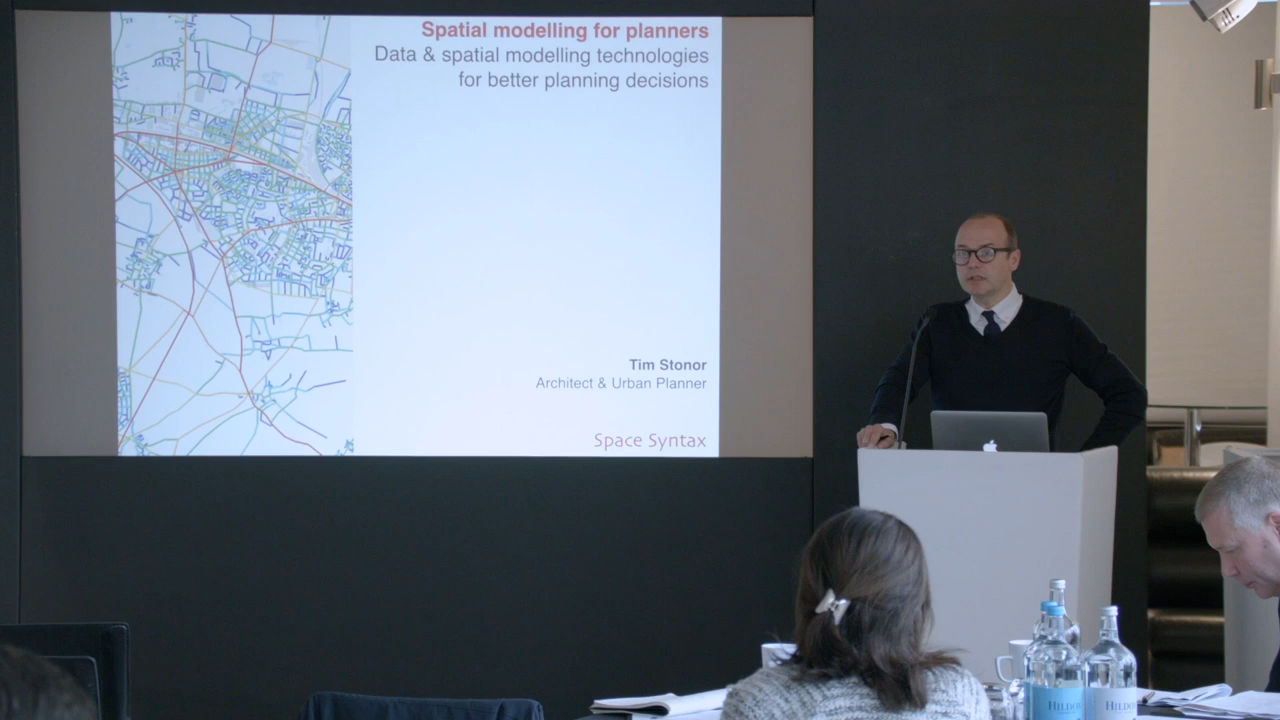 Spatial modelling for planners
Data & spatial modelling technologies
for better planning decisions
Tim Stonor
Architect & Urban Planner
Space Syntax